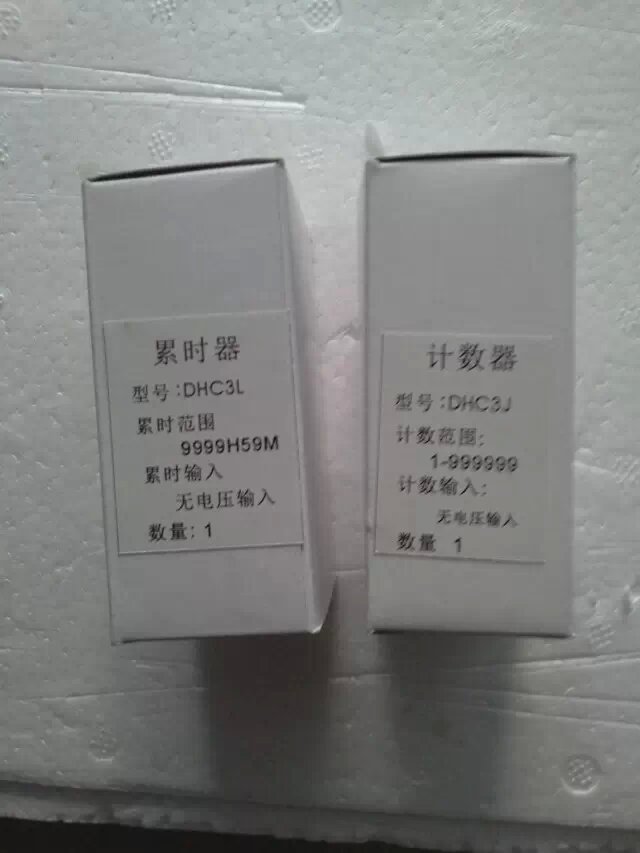 累时器
型号:DHC3L
累时范围
9999H59M
累时输入
无电压输入
数量:1
计数器
型号:DHC3J
计数范围:
1-999999
计数输入:
无电压输入
数量 1